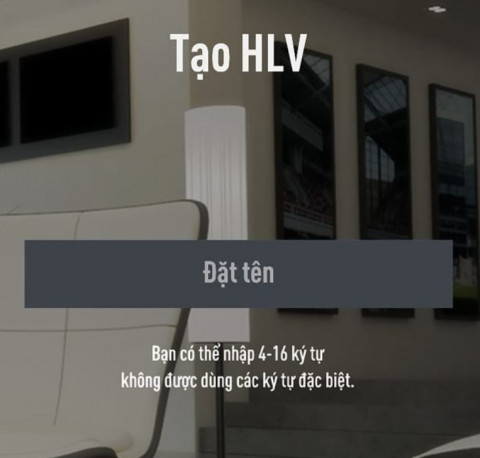 Tạo HLV
Đặt tên
Bạn có thể nhập 4-16 ký tự
không được dùng các ký tự đặc biệt.